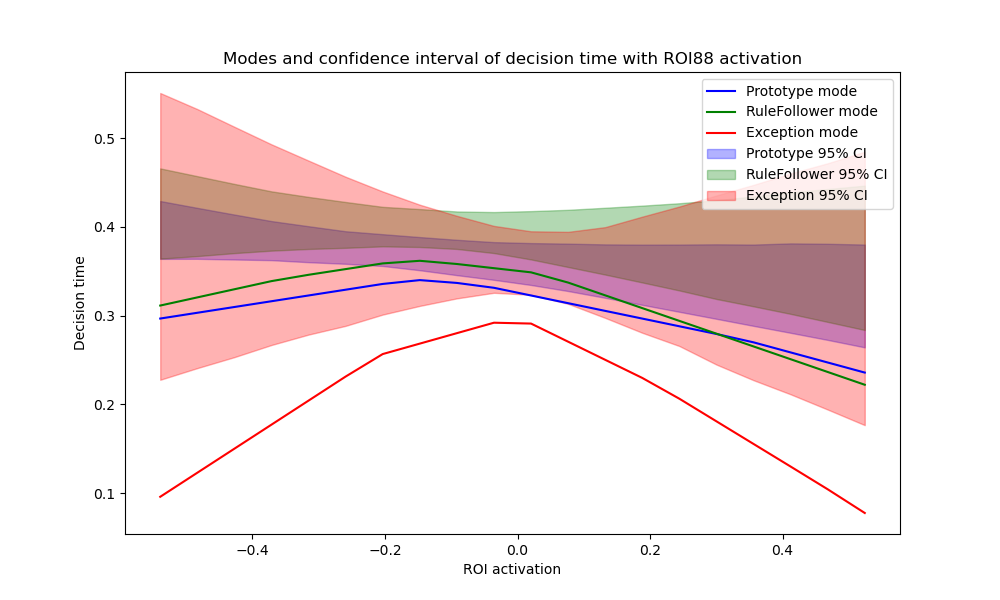 Modes and confidence interval of decision time with ROI88 activation
Prototype mode
RuleFollower mode
Exception mode
Prototype 95% CI
RuleFollower 95% CI
Exception 95% CI
Decision time
0.5
0.4
0.3
0.2
0.1
−0.4
−0.2
0.0
0.2
0.4
ROI activation